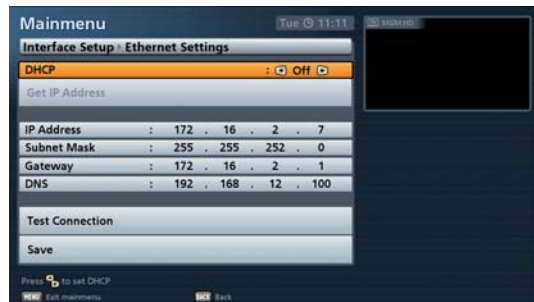 Mainmenu
Tue 11:11
MGM HD
Interface Setup Ethernet Settings
DHCP : Off
Get IP Address
IP Address : 172 . 16 . 2 . 7
Subnet Mask : 255 . 255 . 252 . 0
Gateway : 172 . 16 . 2 . 1
DNS : 192 . 168 . 12 . 100
Test Connection
Save
Press to set DHCP
MENU Exit mainmenu BACK Back